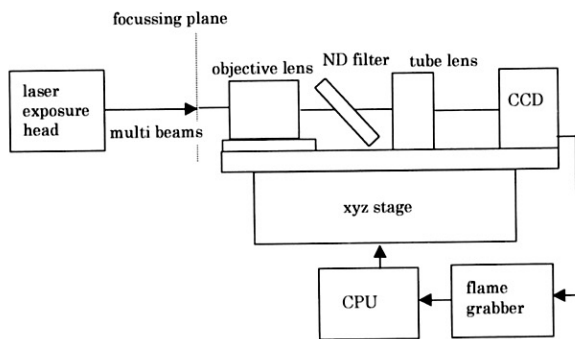 focussing plane
ND filter
tube lens
objective lens
laser
exposure
head
CCD
multi beams
xyz stage
CPU
flame
grabber